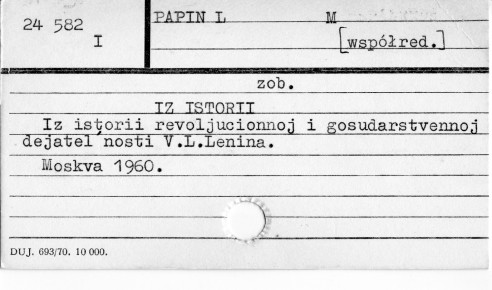 24 582
I
PAPIN L M
[współred.]
zob.
IZ ISTORII
Iz istorii revoljucionnoj i gosudarstvennoj
dejatel'nosti V.L.Lenina.
Moskva 1960.
DUJ. 693/70. 10 000.